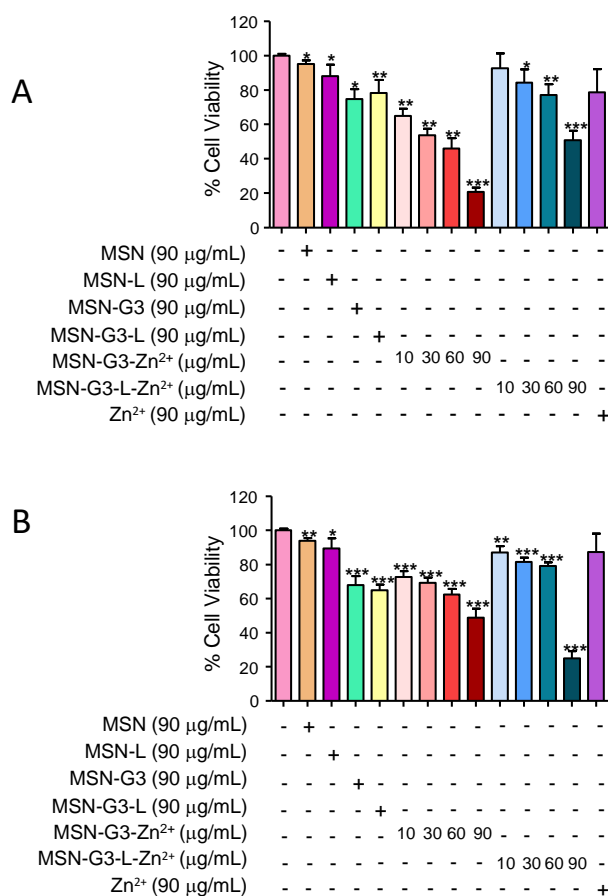 A
% Cell Viability
120
100
80
60
40
20
0
* * * ** ** ** ** *** * ** ***
MSN (90 μg/mL) - + - - - - - - - - - - - -
MSN-L (90 μg/mL) - - + - - - - - - - - - - -
MSN-G3 (90 μg/mL) - - - + - - - - - - - - - -
MSN-G3-L (90 μg/mL) - - - - + - - - - - - - - -
MSN-G3-Zn²⁺ (μg/mL) - - - - - 10 30 60 90 - - - - -
MSN-G3-L-Zn²⁺ (μg/mL) - - - - - - - - - 10 30 60 90 -
Zn²⁺ (90 μg/mL) - - - - - - - - - - - - - +
B
% Cell Viability
120
100
80
60
40
20
0
** * *** *** *** *** *** *** ** *** *** ***
MSN (90 μg/mL) - + - - - - - - - - - - - -
MSN-L (90 μg/mL) - - + - - - - - - - - - - -
MSN-G3 (90 μg/mL) - - - + - - - - - - - - - -
MSN-G3-L (90 μg/mL) - - - - + - - - - - - - - -
MSN-G3-Zn²⁺ (μg/mL) - - - - - 10 30 60 90 - - - - -
MSN-G3-L-Zn²⁺ (μg/mL) - - - - - - - - - 10 30 60 90 -
Zn²⁺ (90 μg/mL) - - - - - - - - - - - - - +